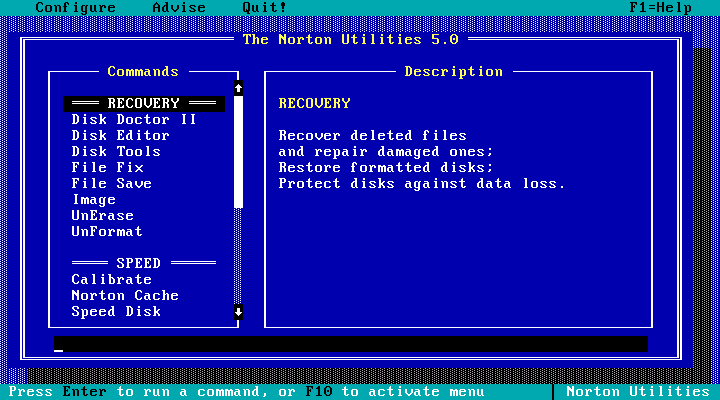 Configure Advise Quit! F1=Help
The Norton Utilities 5.0
Commands
RECOVERY
Disk Doctor II
Disk Editor
Disk Tools
File Fix
File Save
Image
UnErase
UnFormat
SPEED
Calibrate
Norton Cache
Speed Disk
Description
RECOVERY
Recover deleted files
and repair damaged ones;
Restore formatted disks;
Protect disks against data loss.
Press Enter to run a command, or F10 to activate menu
Norton Utilities